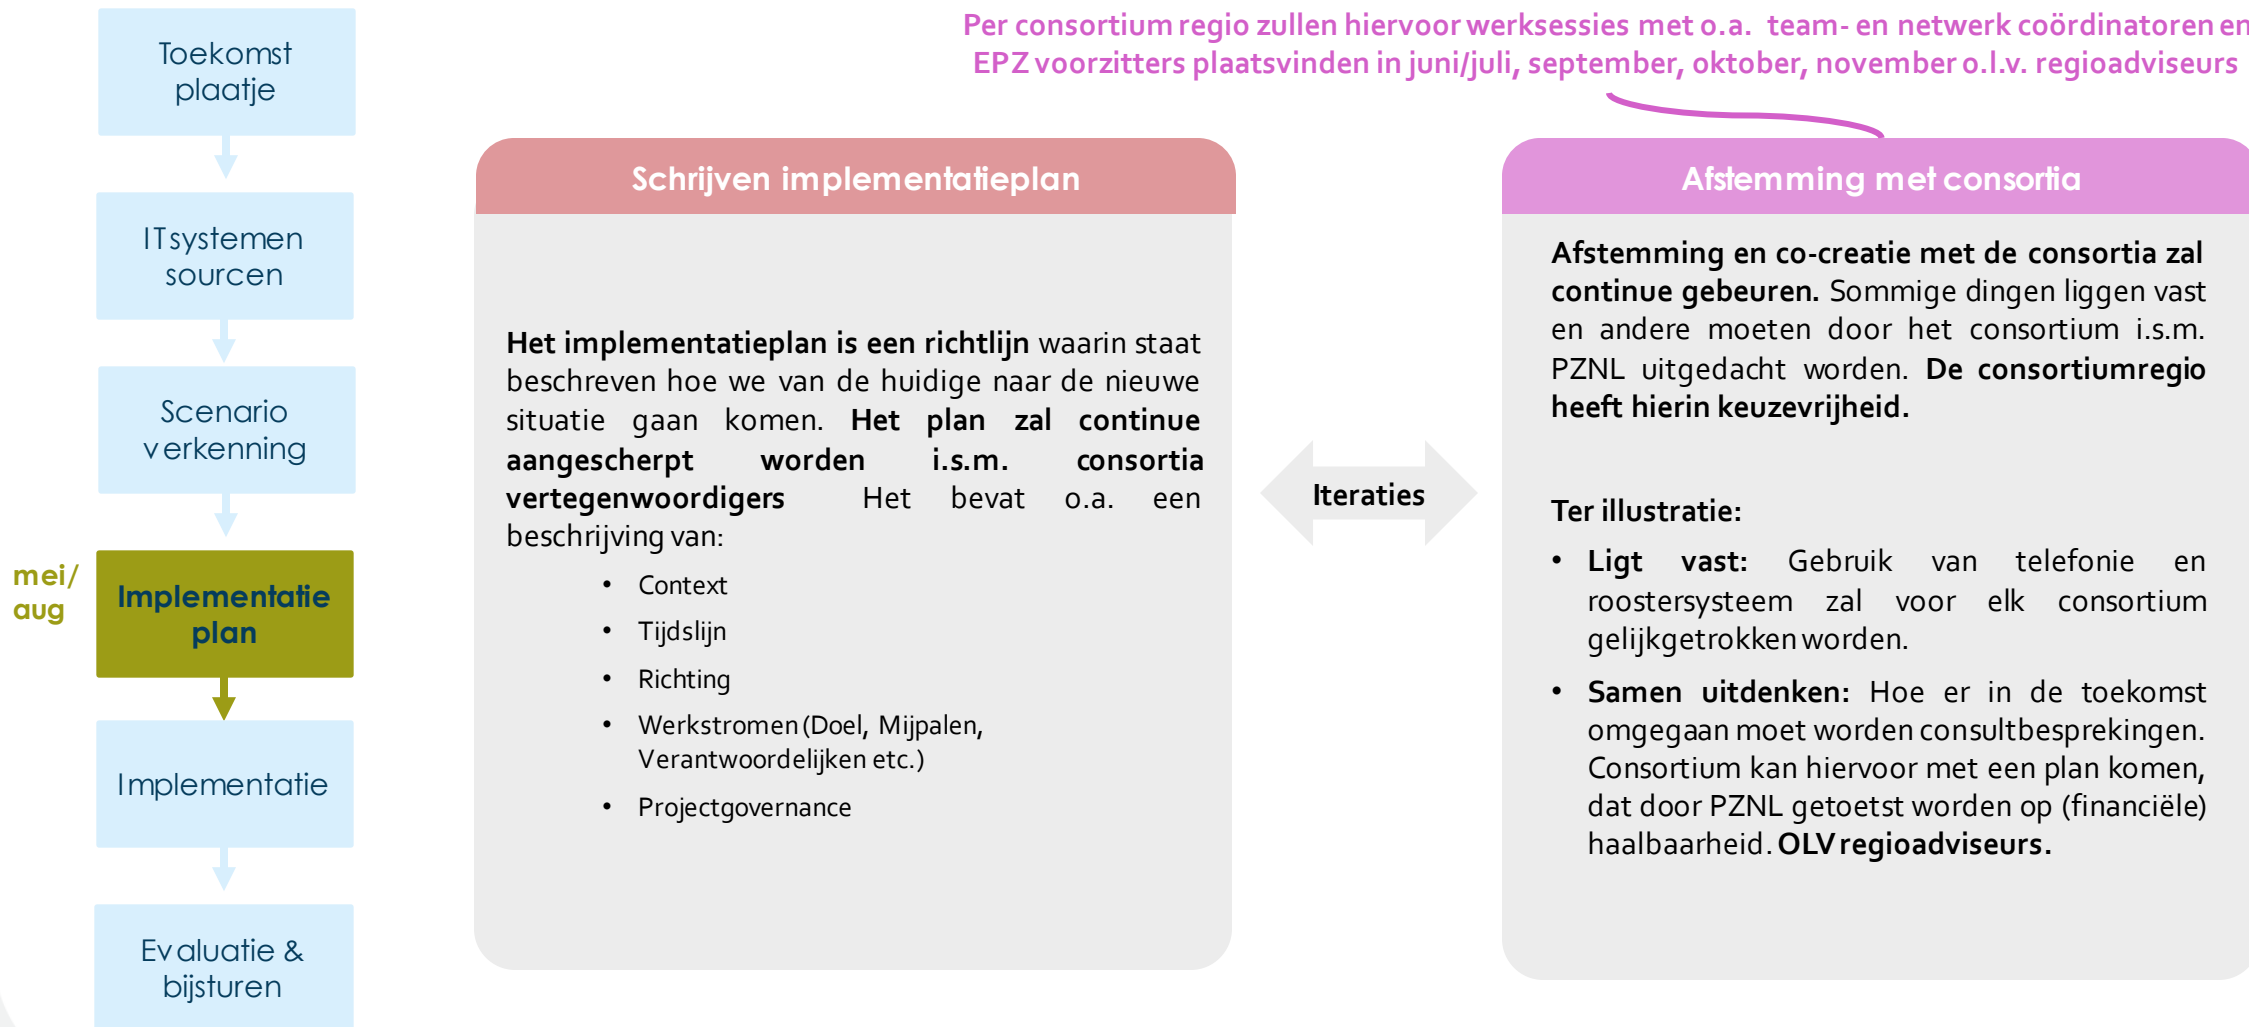 Per consortium regio zullen hiervoor werksessies met o.a. team- en netwerk coördinatoren en
EPZ voorzitters plaatsvinden in juni/juli, september, oktober, november o.l.v. regioadviseurs
Toekomst
plaatje
IT systemen
sourcen
Scenario
verkenning
mei/
aug
Implementatie
plan
Implementatie
Evaluatie &
bijsturen
Schrijven implementatieplan
Het implementatieplan is een richtlijn waarin staat
beschreven hoe we van de huidige naar de nieuwe
situatie gaan komen. Het plan zal continue
aangescherpt worden i.s.m. consortia
vertegenwoordigers Het bevat o.a. een
beschrijving van:
• Context
• Tijdslijn
• Richting
• Werkstromen (Doel, Mijpalen,
Verantwoordelijken etc.)
• Projectgovernance
Iteraties
Afstemming met consortia
Afstemming en co-creatie met de consortia zal
continue gebeuren. Sommige dingen liggen vast
en andere moeten door het consortium i.s.m.
PZNL uitgedacht worden. De consortiumregio
heeft hierin keuzevrijheid.
Ter illustratie:
• Ligt vast: Gebruik van telefonie en
roostersysteem zal voor elk consortium
gelijkgetrokken worden.
• Samen uitdenken: Hoe er in de toekomst
omgegaan moet worden consultbesprekingen.
Consortium kan hiervoor met een plan komen,
dat door PZNL getoetst worden op (financiële)
haalbaarheid. OLV regioadviseurs.